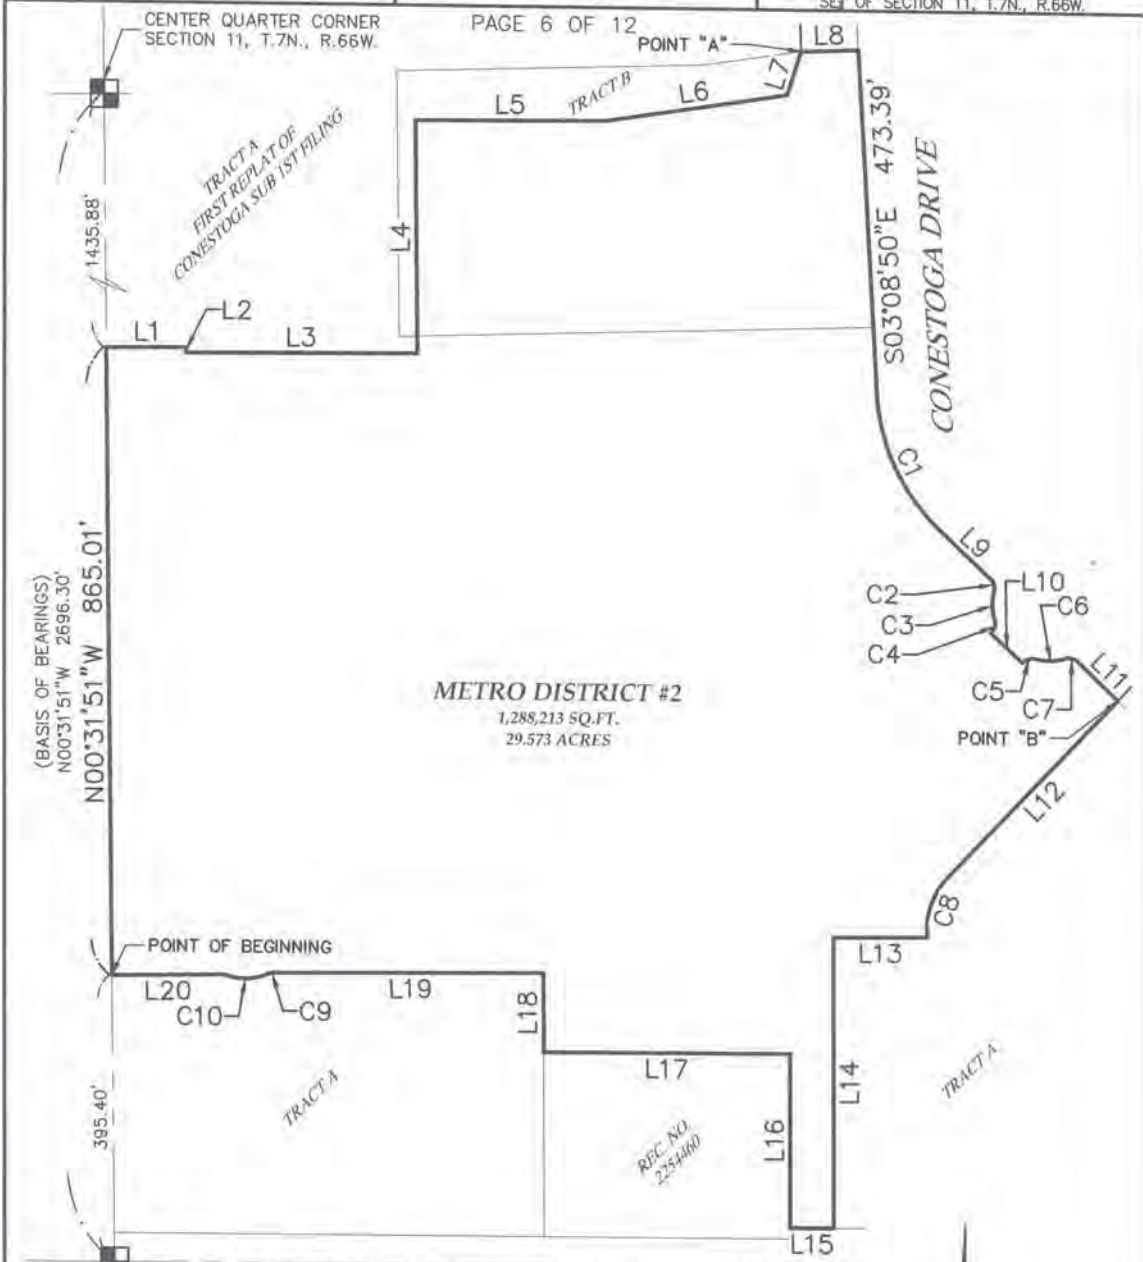 SE¼ OF SECTION 11, T.7N., R.66W.
CENTER QUARTER CORNER
SECTION 11, T.7N., R.66W.
PAGE 6 OF 12
POINT "A"
L8
L7
TRACT B
L6
L5
TRACT A
FIRST REPLAT OF
CONESTOGA SUB 1ST FILING
1435.88'
L4
S03°08'50"E 473.39'
CONESTOGA DRIVE
L1
L2
L3
C1
L9
C2
L10
C6
C3
C4
C5
C7
L11
POINT "B"
(BASIS OF BEARINGS)
N00°31'51"W 2696.30'
N00°31'51"W 865.01'
METRO DISTRICT #2
1,288,213 SQ.FT.
29.573 ACRES
L12
C8
L13
POINT OF BEGINNING
L20
C10
C9
L19
L18
L17
L14
TRACT A
TRACT A
395.40'
REC. NO.
2254460
L16
L15